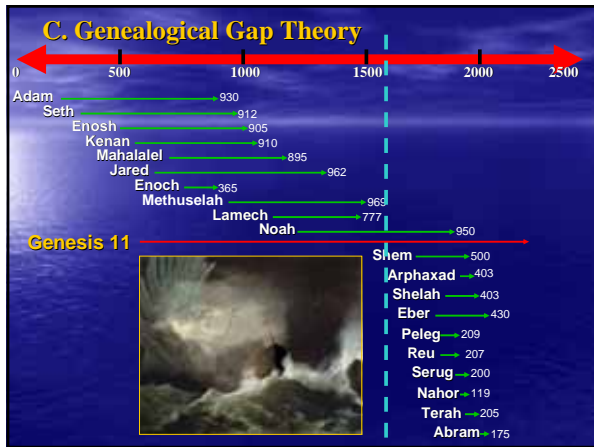 C. Genealogical Gap Theory
0 500 1000 1500 2000 2500
Adam 930
Seth 912
Enosh 905
Kenan 910
Mahalalel 895
Jared 962
Enoch 365
Methuselah 969
Lamech 777
Noah 950
Genesis 11
Shem 500
Arphaxad 403
Shelah 403
Eber 430
Peleg 209
Reu 207
Serug 200
Nahor 119
Terah 205
Abram 175